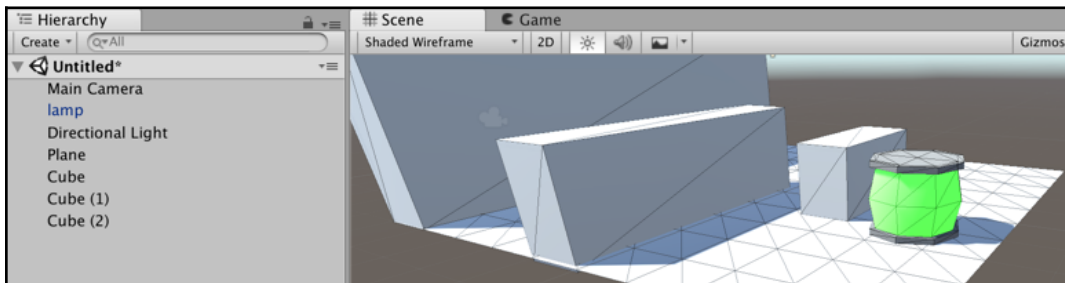 Hierarchy
Scene
Game
Create
All
Shaded Wireframe
2D
Gizmos
Untitled*
Main Camera
lamp
Directional Light
Plane
Cube
Cube (1)
Cube (2)